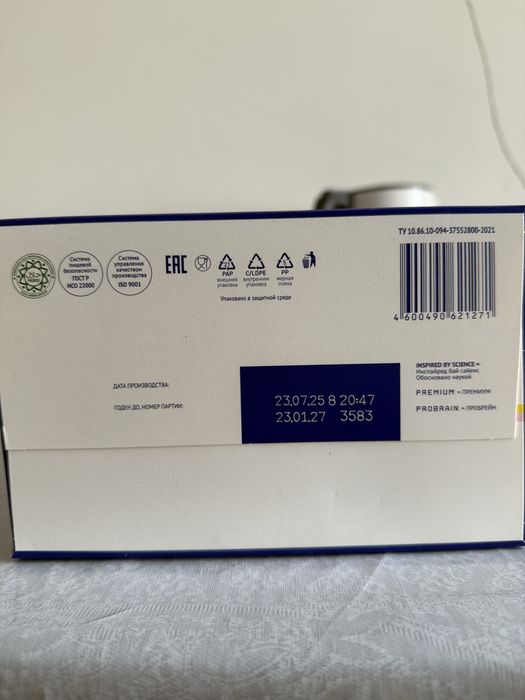 ТУ 10.86.10-094-37552800-2021
Система
пищевой
безопасности
ГОСТ Р
ИСО 22000
Система
управления
качеством
производства
ISO 9001
EAC
PAP
внешняя
упаковка
C/LDPE
внутренняя
упаковка
5
PP
мерная
ложка
Упаковано в защитной среде
4 600490 621271
INSPIRED BY SCIENCE =
Инспайред бай сайенс
Обосновано наукой
PREMIUM = ПРЕМИУМ
PROBRAIN = ПРОБРЕЙН
ДАТА ПРОИЗВОДСТВА:
23.07.25 8 20:47
ГОДЕН ДО, НОМЕР ПАРТИИ:
23.01.27 3583